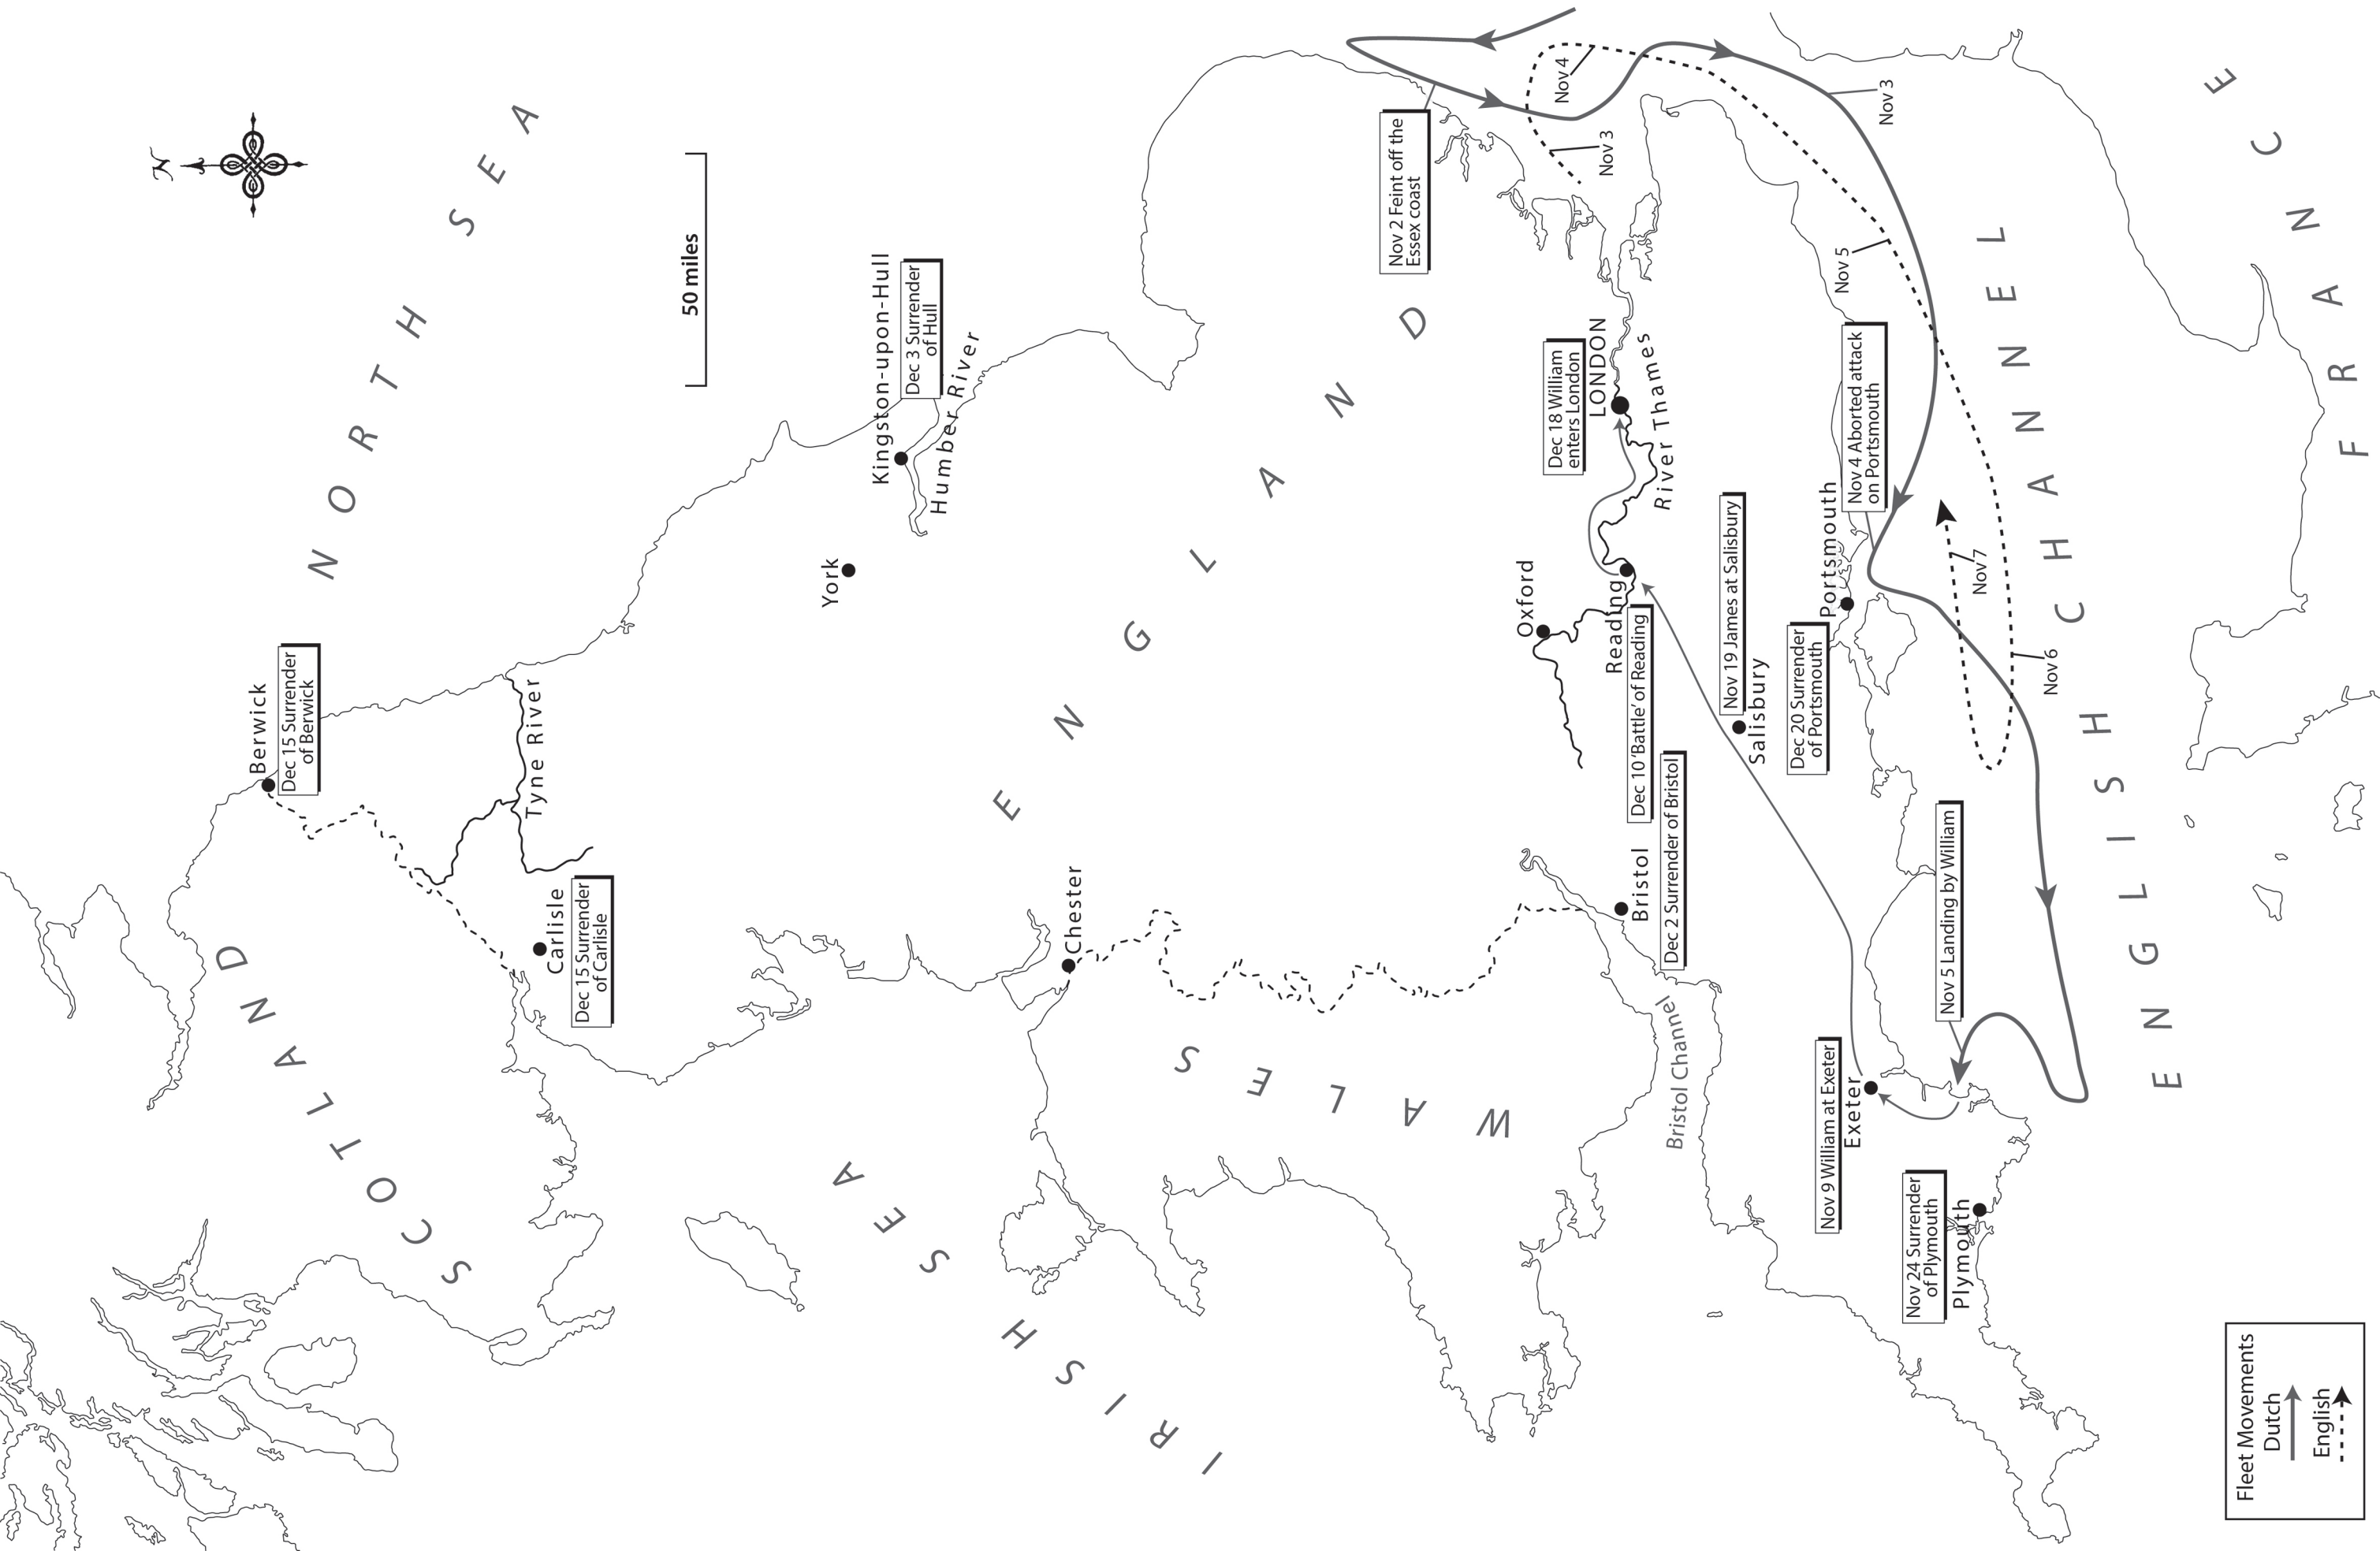 N
NORTH SEA
50 miles
SCOTLAND
Berwick
Dec 15 Surrender
of Berwick
Tyne River
Carlisle
Dec 15 Surrender
of Carlisle
York
Kingston-upon-Hull
Dec 3 Surrender
of Hull
Humber River
IRISH SEA
Chester
ENGLAND
WALES
Nov 2 Feint off the
Essex coast
Nov 3
Nov 4
Oxford
Dec 18 William
enters London
LONDON
River Thames
Reading
Dec 10 ‘Battle’ of Reading
Bristol
Dec 2 Surrender of Bristol
Bristol Channel
Nov 19 James at Salisbury
Salisbury
Dec 20 Surrender
of Portsmouth
Portsmouth
Nov 4 Aborted attack
on Portsmouth
Nov 5
Nov 3
Nov 7
Nov 6
Nov 9 William at Exeter
Exeter
Nov 5 Landing by William
Nov 24 Surrender
of Plymouth
Plymouth
ENGLISH CHANNEL
FRANCE
Fleet Movements
Dutch
English